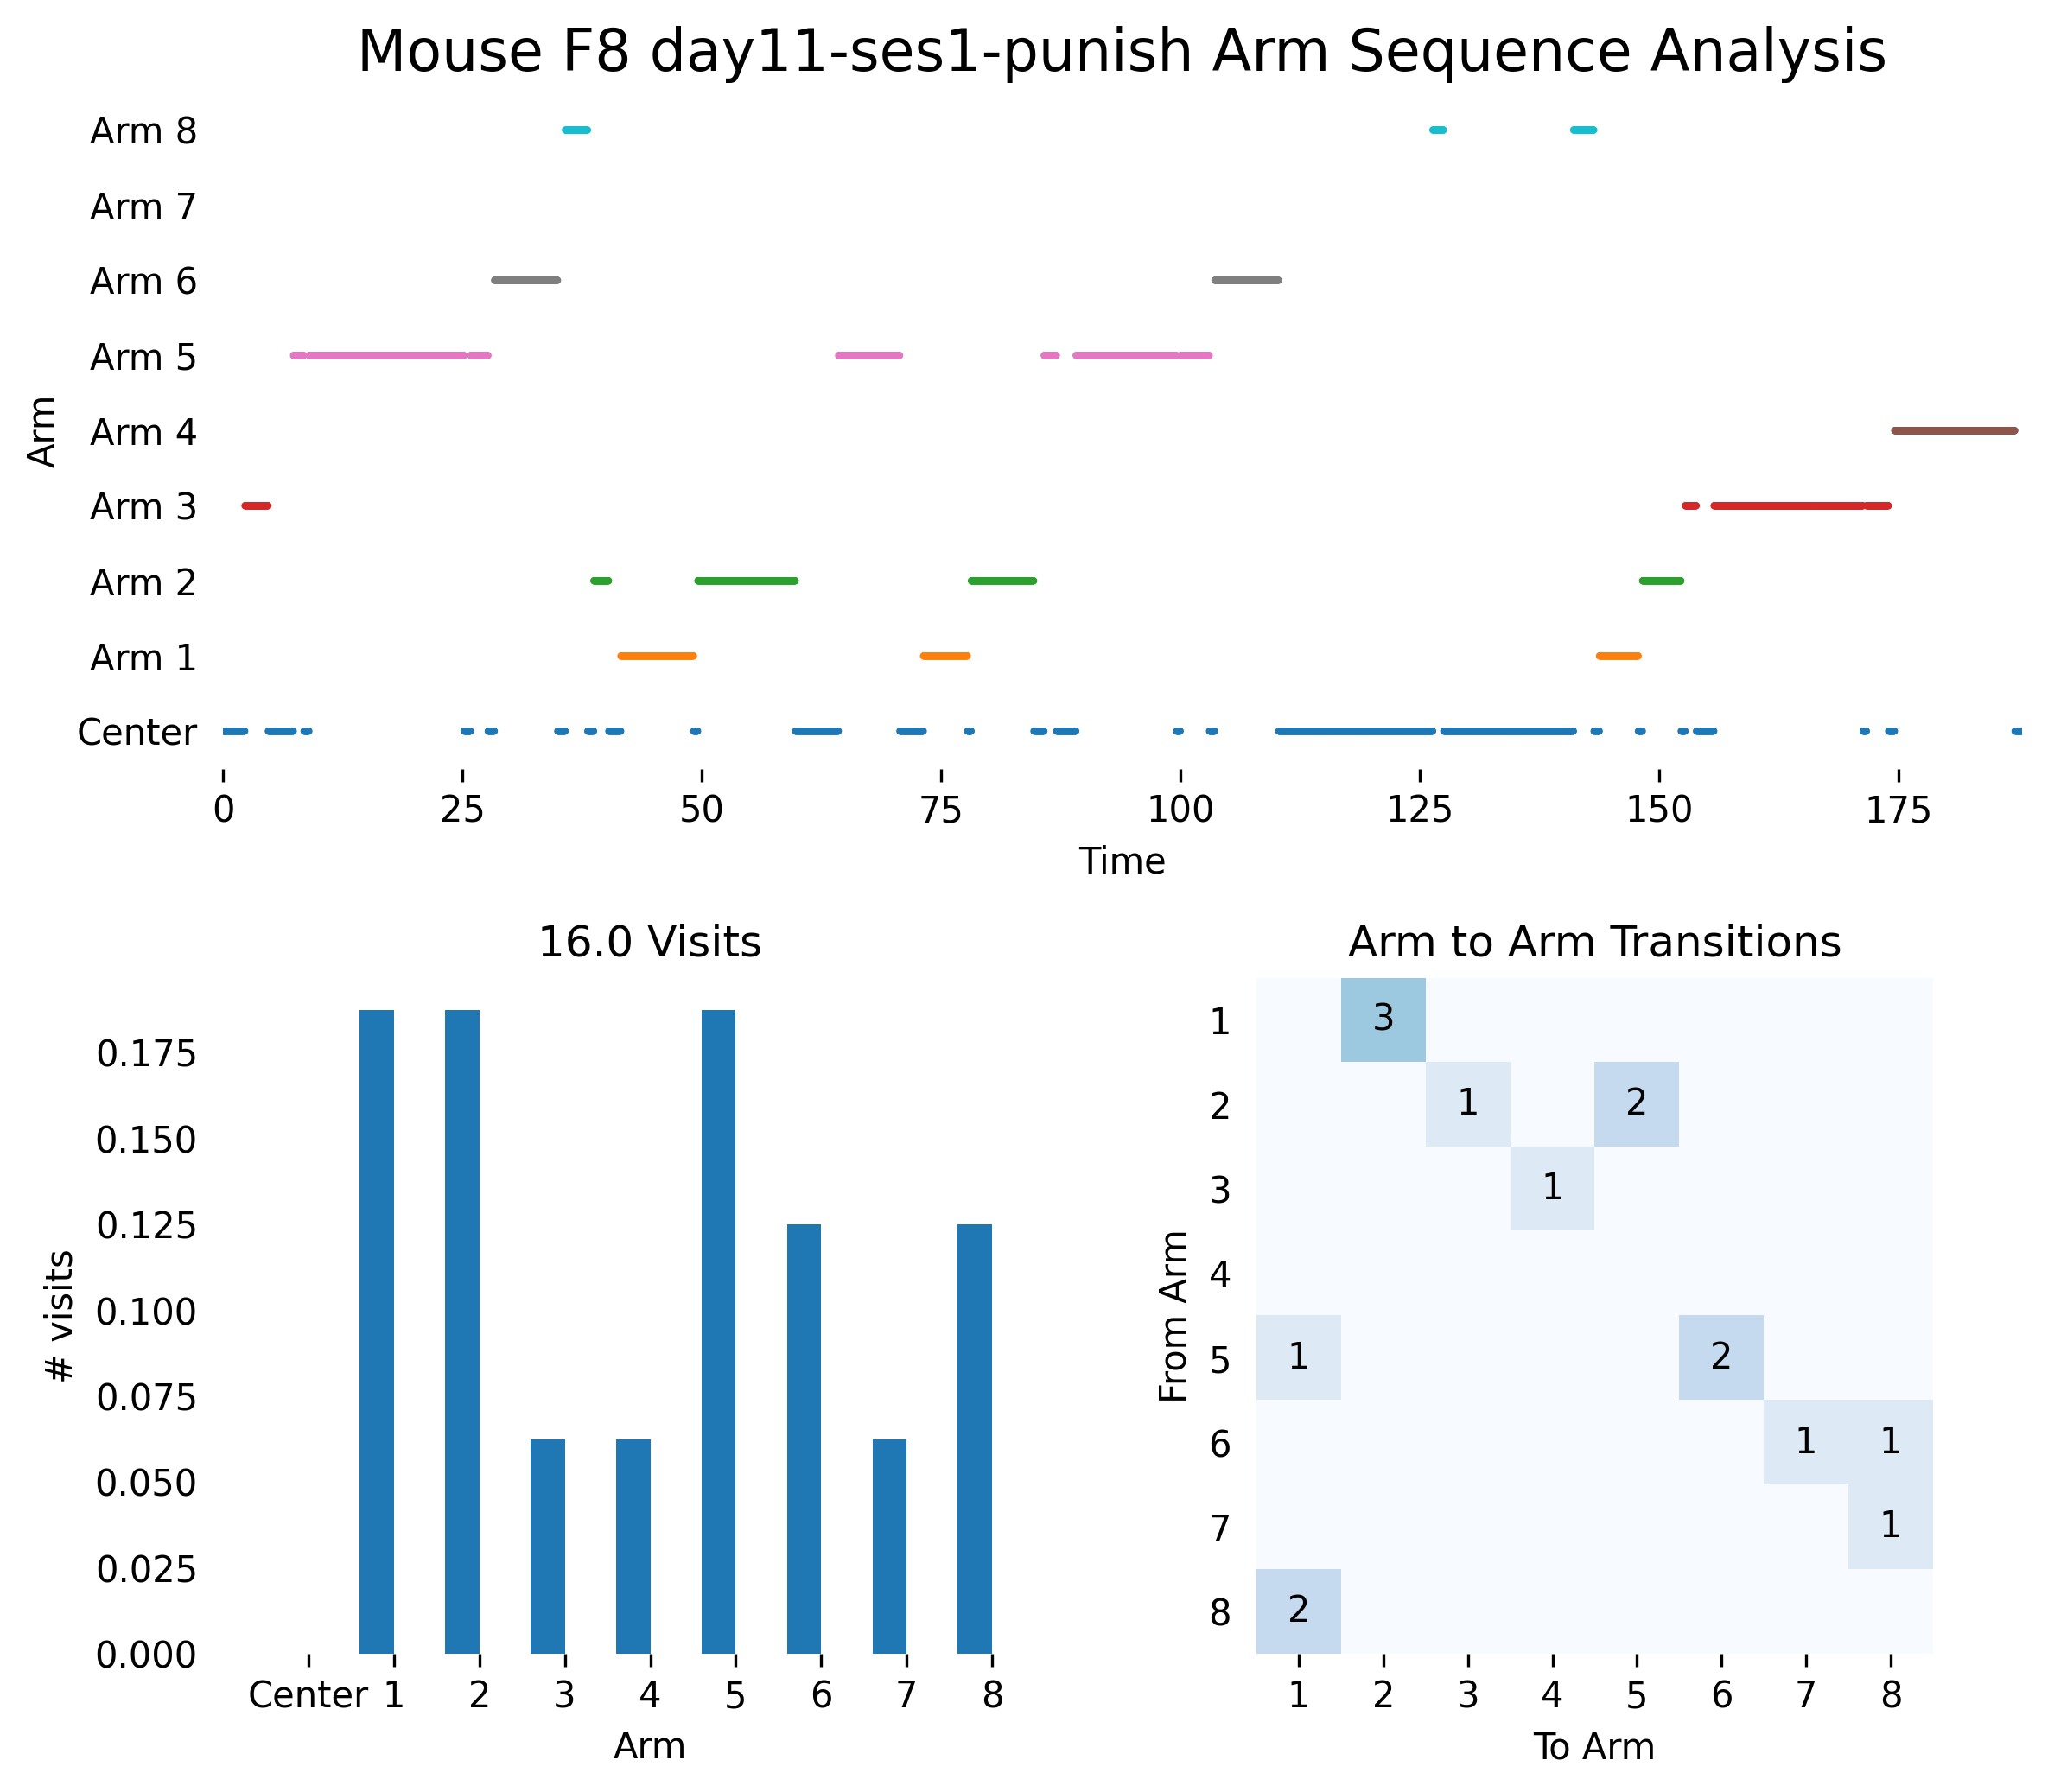 Mouse F8 day11-ses1-punish Arm Sequence Analysis
Arm 8
Arm 7
Arm 6
Arm 5
Arm 4
Arm 3
Arm 2
Arm 1
Center
Arm
0 25 50 75 100 125 150 175
Time
16.0 Visits
0.175
0.150
0.125
0.100
0.075
0.050
0.025
0.000
# visits
Center 1 2 3 4 5 6 7 8
Arm
Arm to Arm Transitions
1 3
2 1 2
3 1
4
5 1 2
6 1 1
7 1
8 2
From Arm
1 2 3 4 5 6 7 8
To Arm